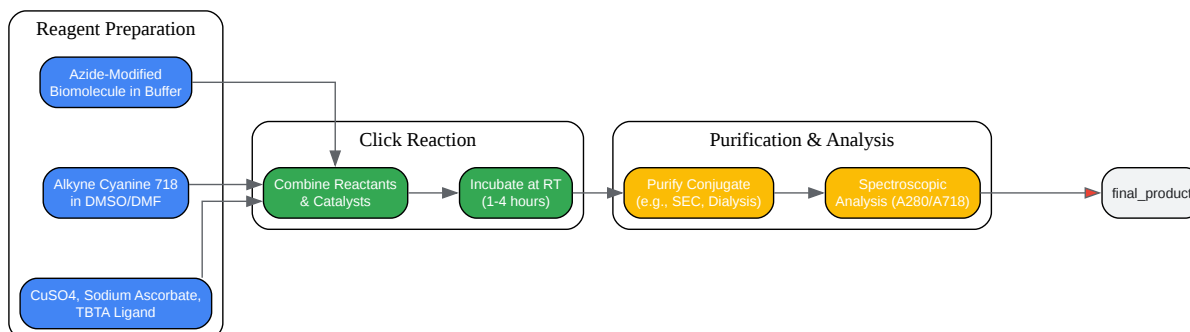 Reagent Preparation
Azide-Modified
Biomolecule in Buffer
Alkyne Cyanine 718
in DMSO/DMF
CuSO4, Sodium Ascorbate,
TBTA Ligand
Click Reaction
Combine Reactants
& Catalysts
Incubate at RT
(1-4 hours)
Purification & Analysis
Purify Conjugate
(e.g., SEC, Dialysis)
Spectroscopic
Analysis (A280/A718)
final_product